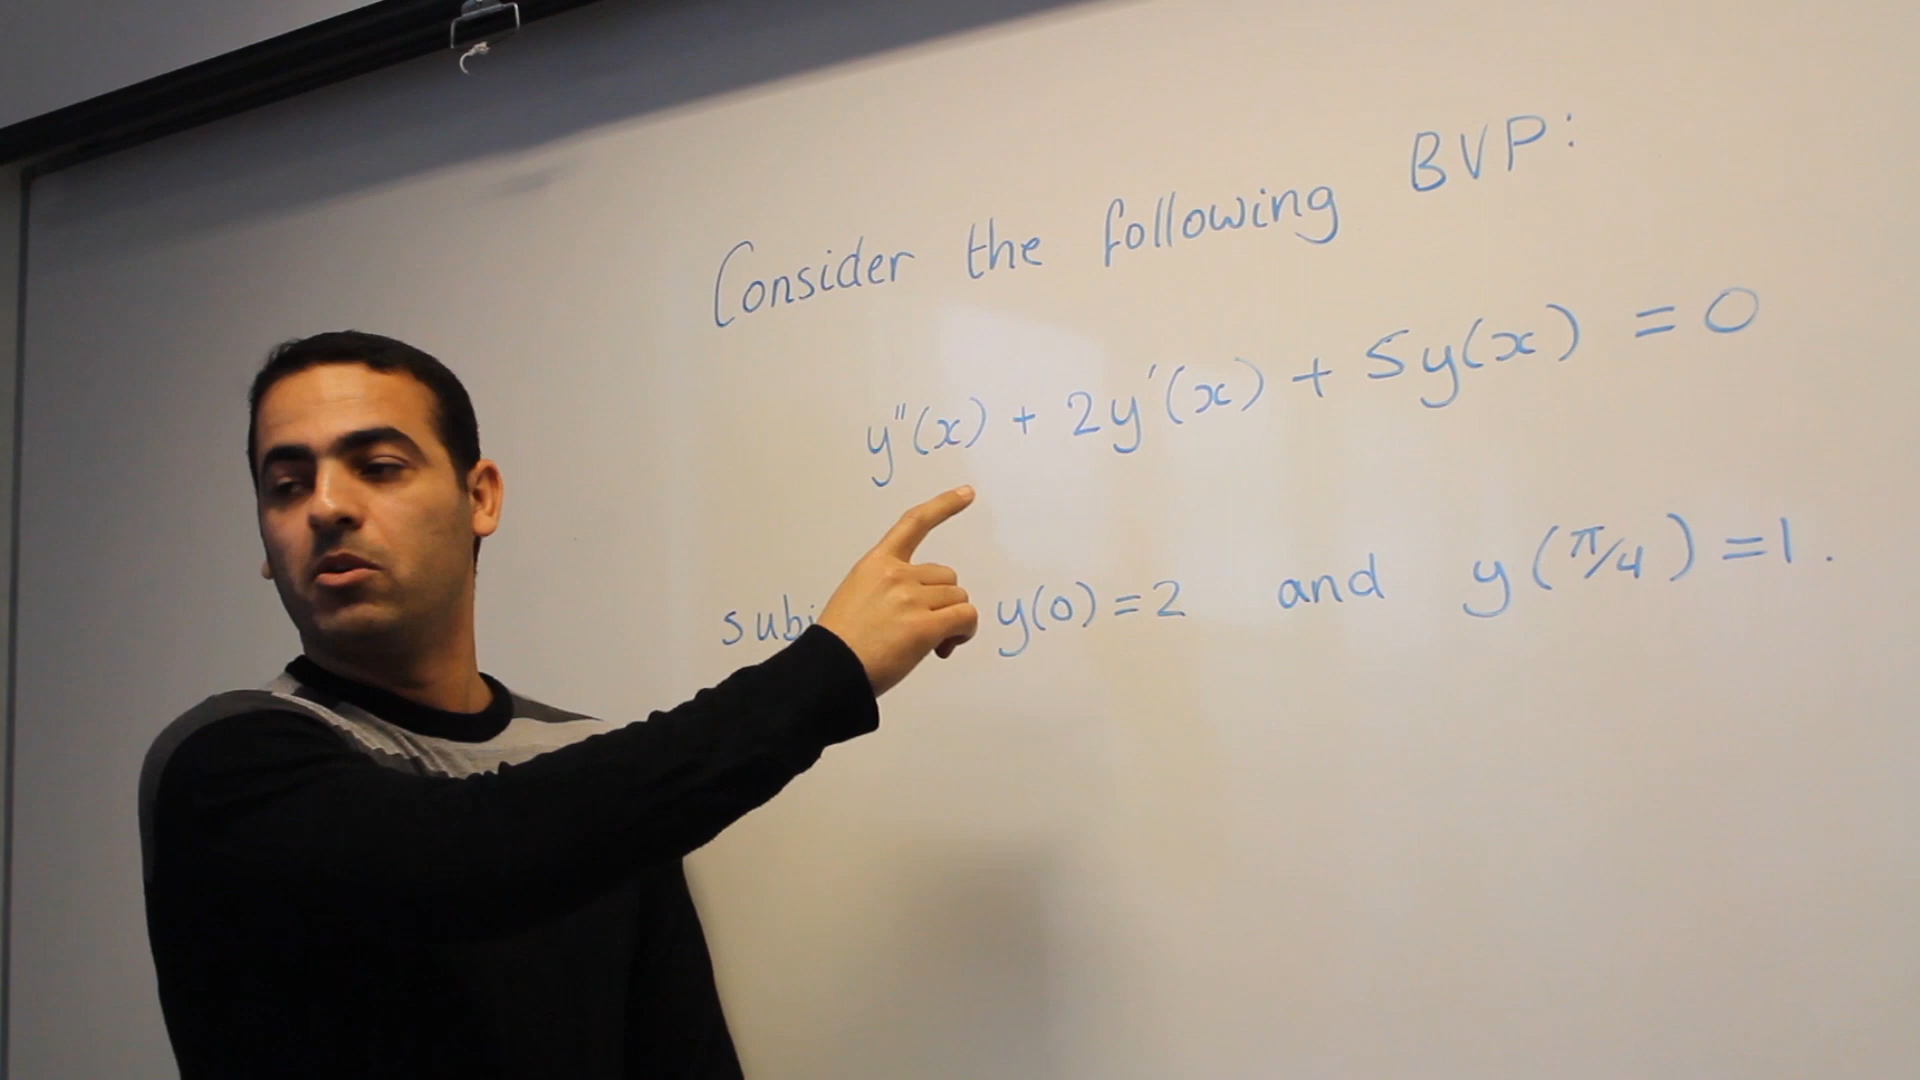 Consider the following BVP:
y"(x) + 2y'(x) + 5y(x) = 0
y(0) = 2 and y(π/4) = 1.